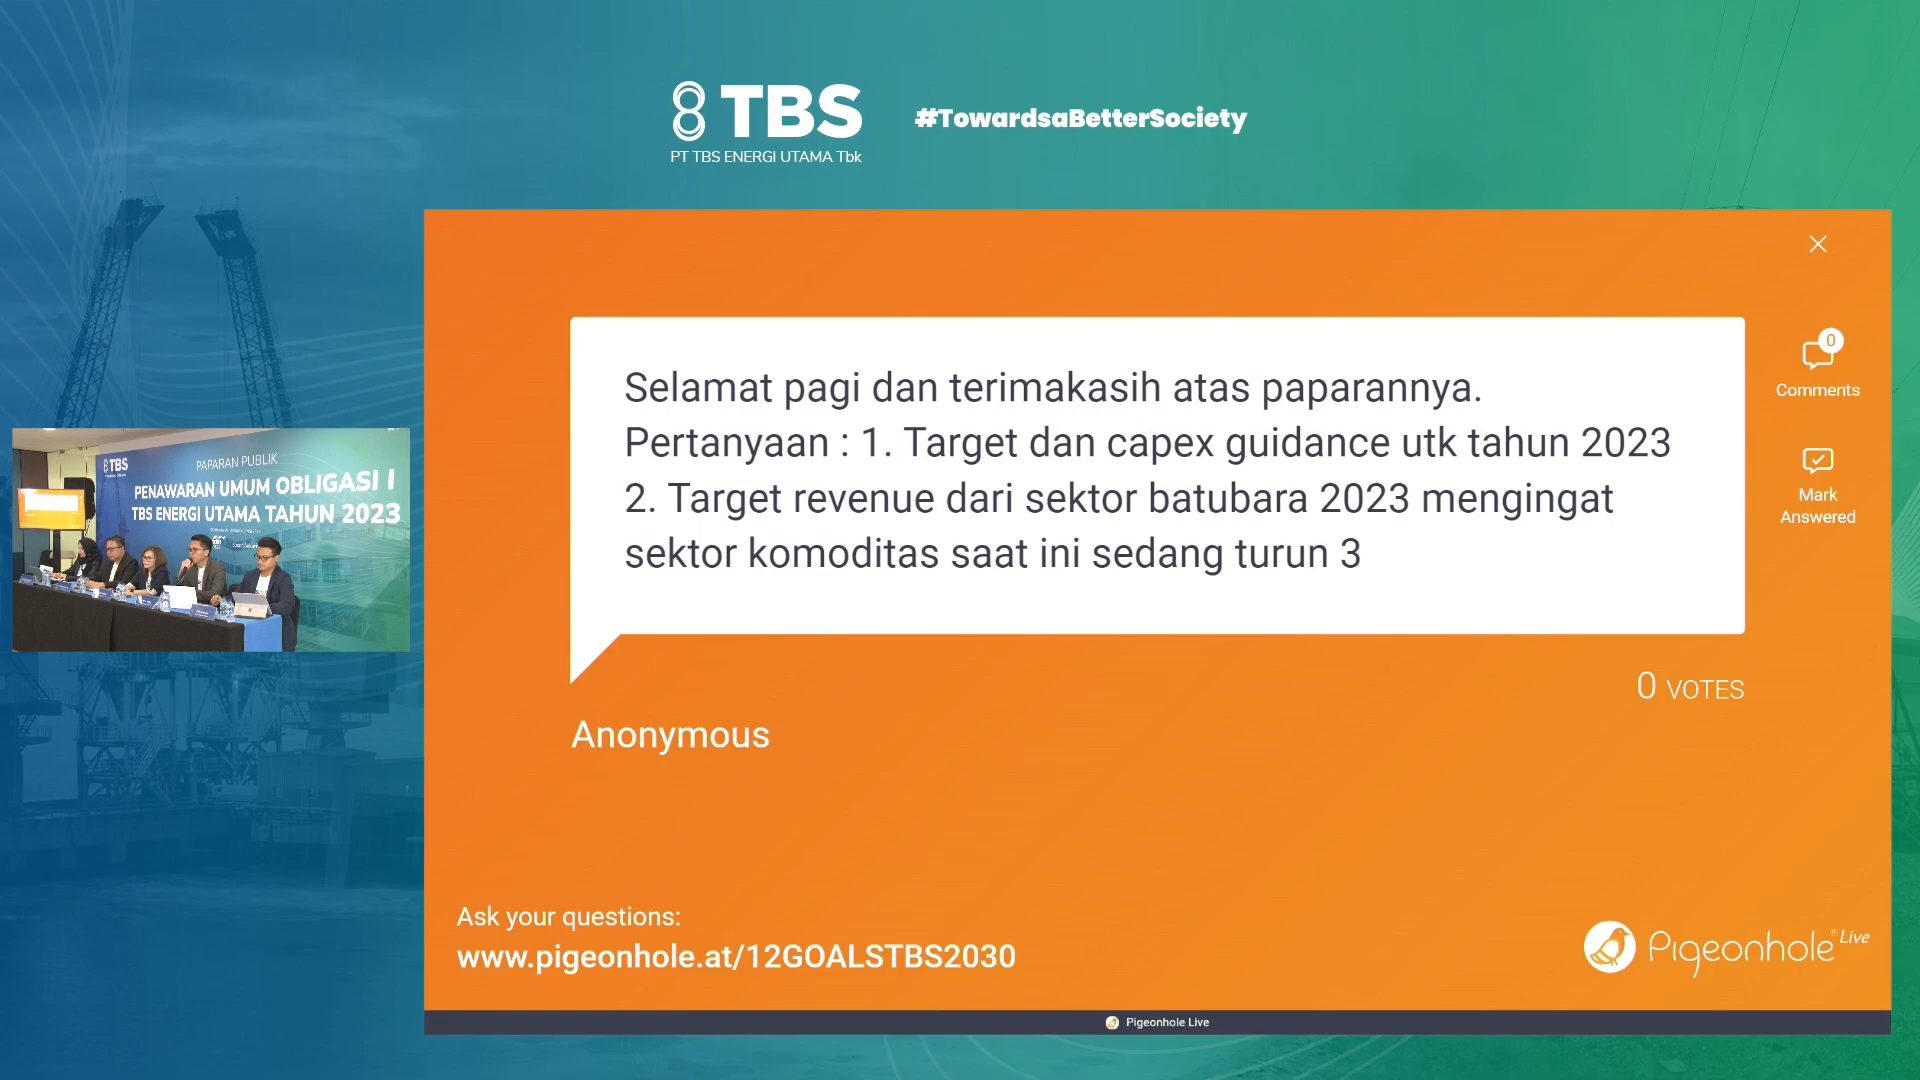 TBS
PT TBS ENERGI UTAMA Tbk
#TowardsaBetterSociety
0
Comments
Mark
Answered
Selamat pagi dan terimakasih atas paparannya.
Pertanyaan : 1. Target dan capex guidance utk tahun 2023
2. Target revenue dari sektor batubara 2023 mengingat
sektor komoditas saat ini sedang turun 3
0 VOTES
Anonymous
TBS
PAPARAN PUBLIK
PENAWARAN UMUM OBLIGASI I
TBS ENERGI UTAMA TAHUN 2023
Ask your questions:
www.pigeonhole.at/12GOALSTBS2030
Pigeonhole Live
Pigeonhole Live